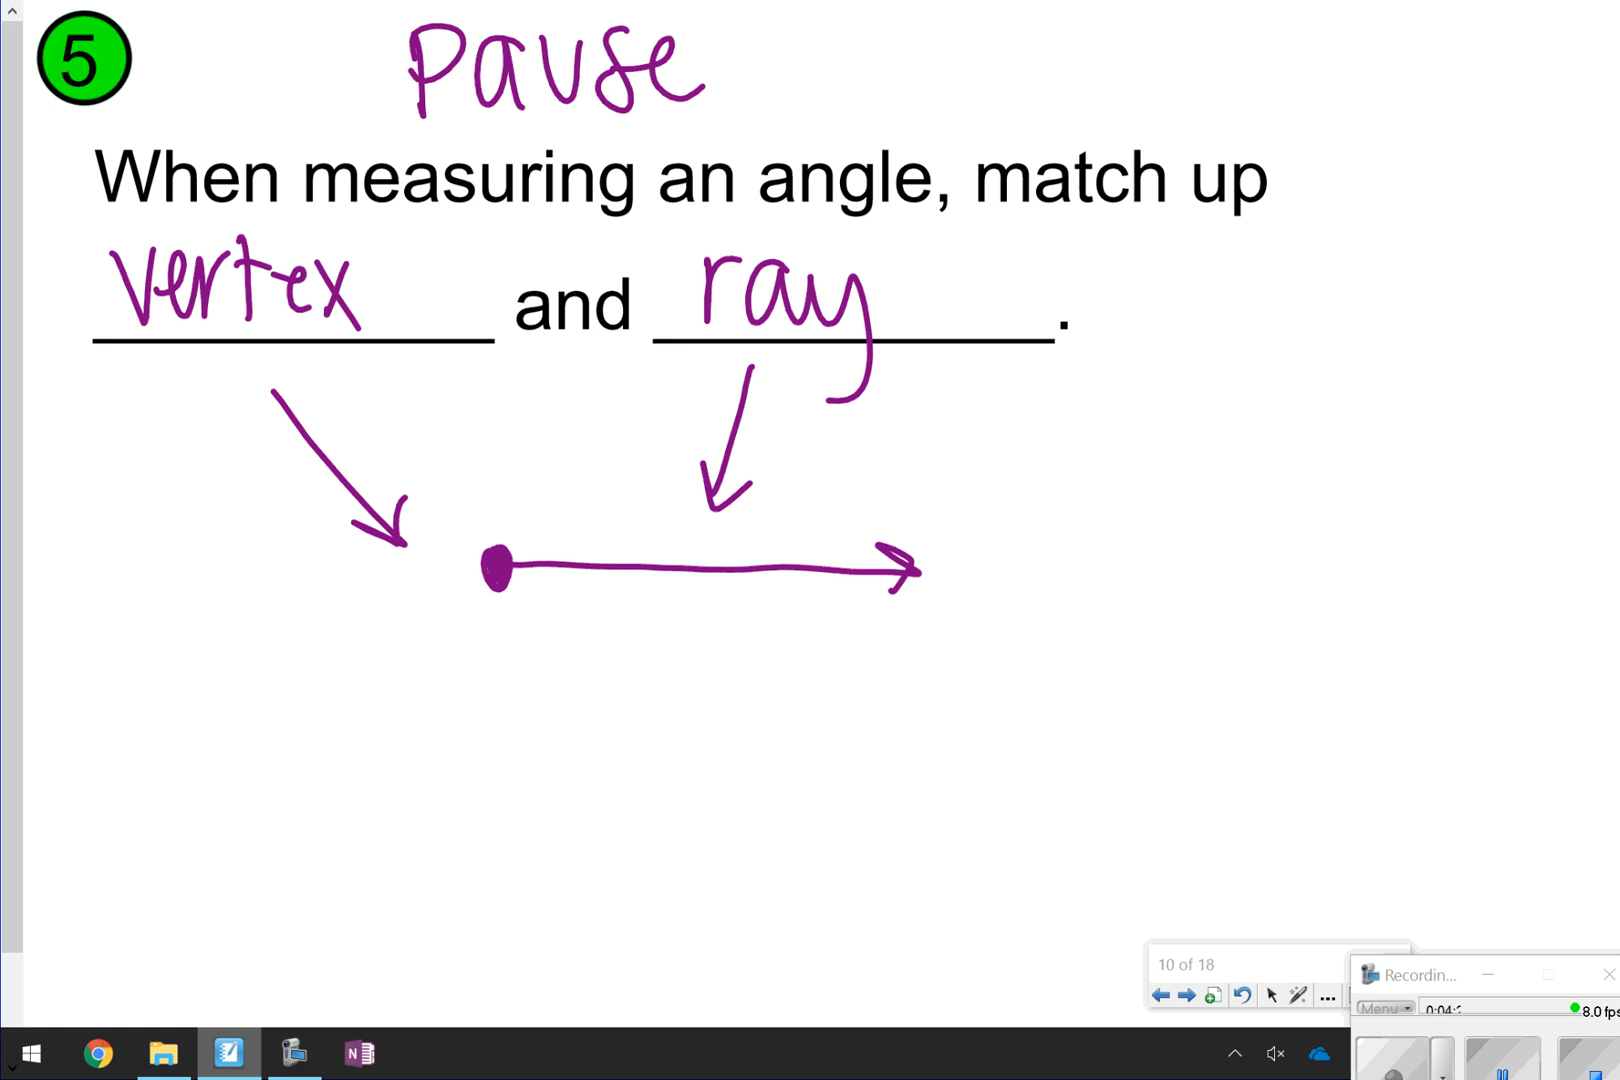 5
Pause
When measuring an angle, match up
vertex and ray.
10 of 18
Recordin...
Menu
8.0 fps
N